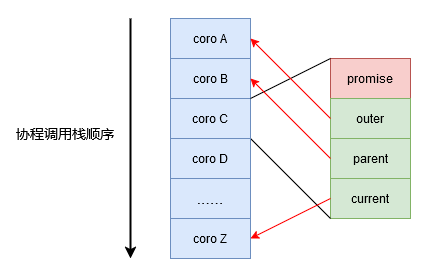 协程调用栈顺序
coro A
coro B
coro C
coro D
......
coro Z
promise
outer
parent
current